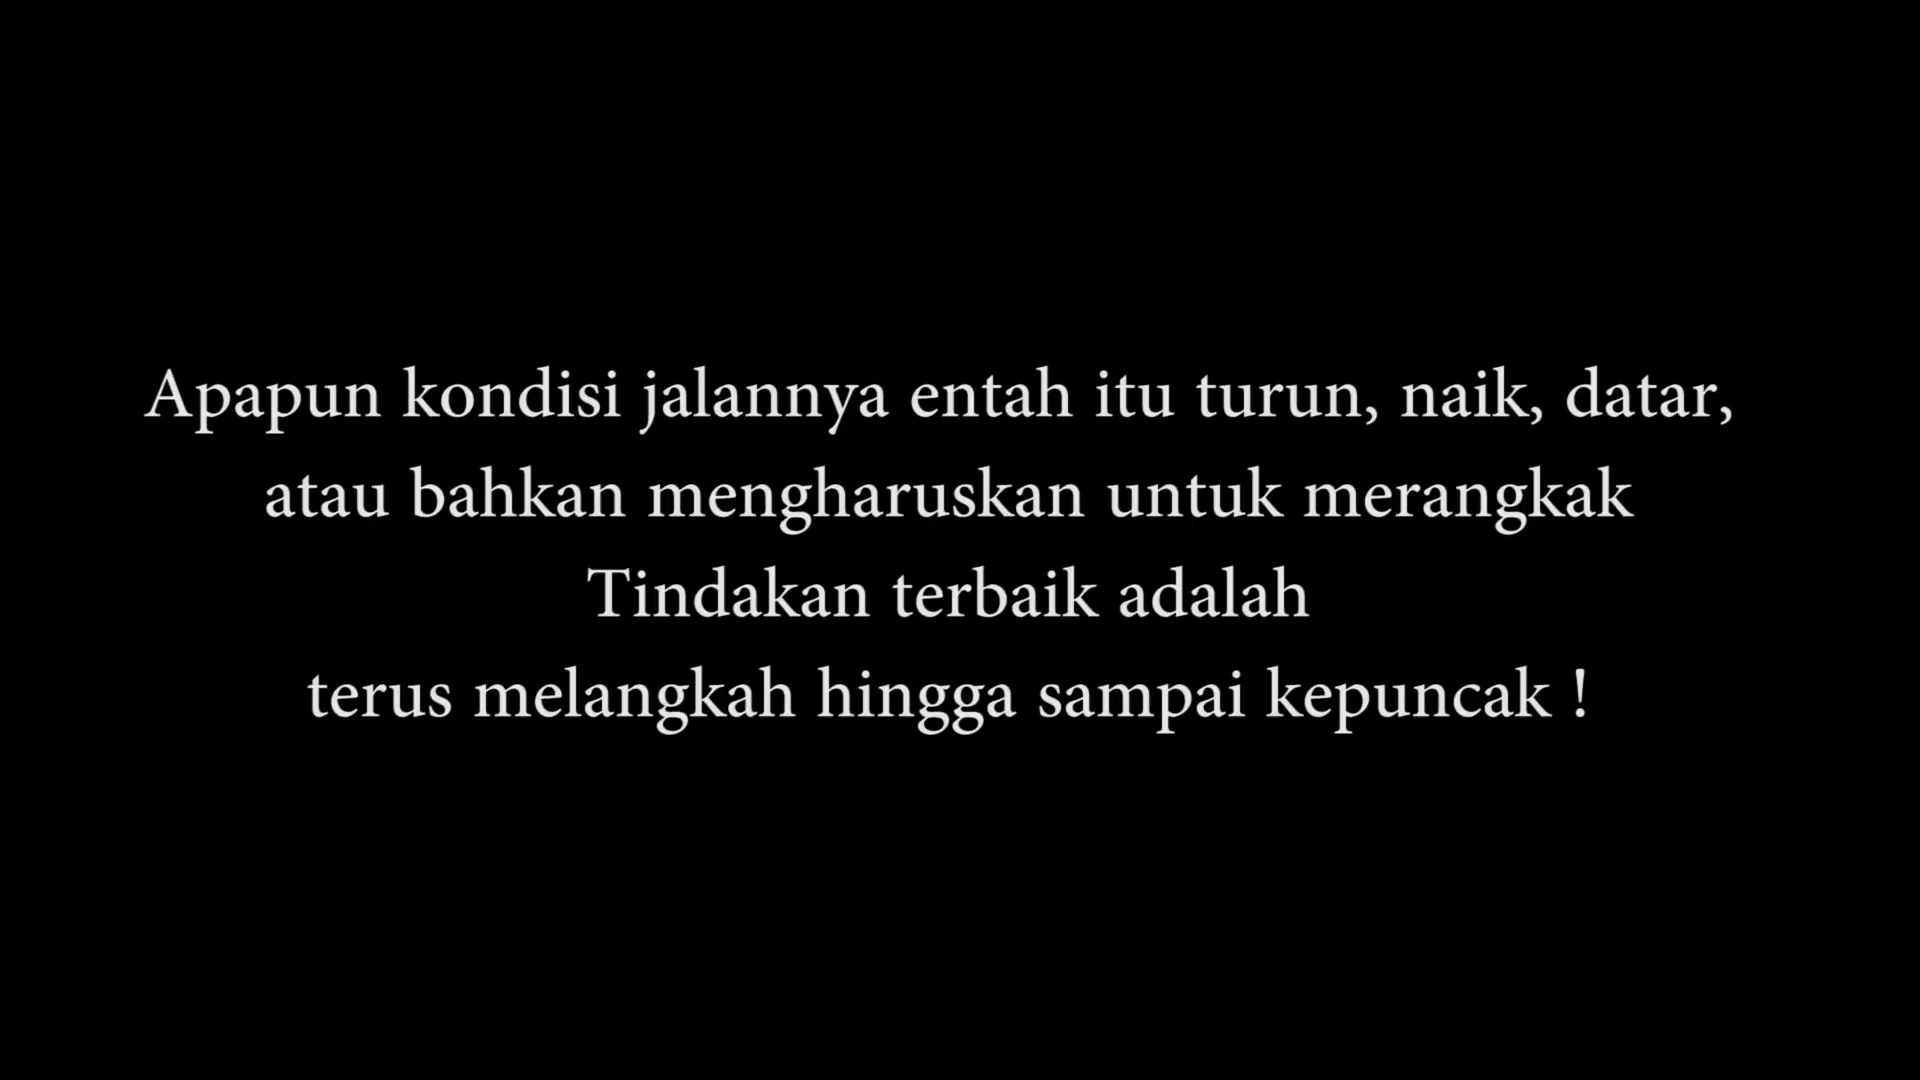 Apapun kondisi jalannya entah itu turun, naik, datar,
atau bahkan mengharuskan untuk merangkak
Tindakan terbaik adalah
terus melangkah hingga sampai kepuncak !